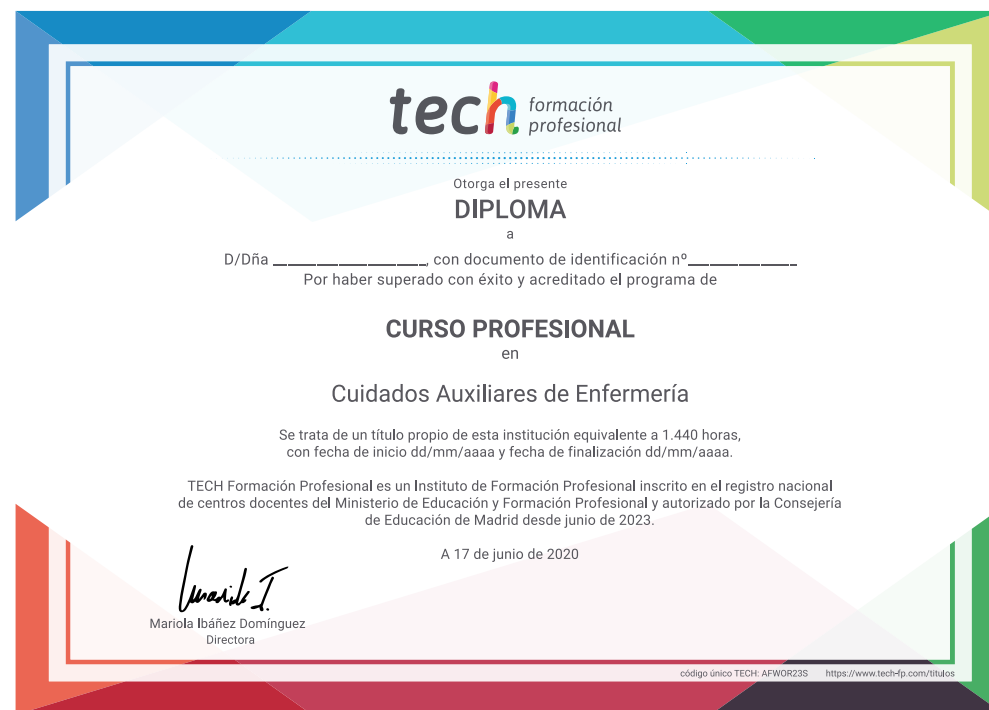 tech formación
profesional
Otorga el presente
DIPLOMA
a
D/Dña ____________________, con documento de identificación nº______________
Por haber superado con éxito y acreditado el programa de
CURSO PROFESIONAL
en
Cuidados Auxiliares de Enfermería
Se trata de un título propio de esta institución equivalente a 1.440 horas,
con fecha de inicio dd/mm/aaaa y fecha de finalización dd/mm/aaaa.
TECH Formación Profesional es un Instituto de Formación Profesional inscrito en el registro nacional
de centros docentes del Ministerio de Educación y Formación Profesional y autorizado por la Consejería
de Educación de Madrid desde junio de 2023.
A 17 de junio de 2020
Mariola Ibáñez Domínguez
Directora
código único TECH: AFWOR23S https://www.tech-fp.com/titulos